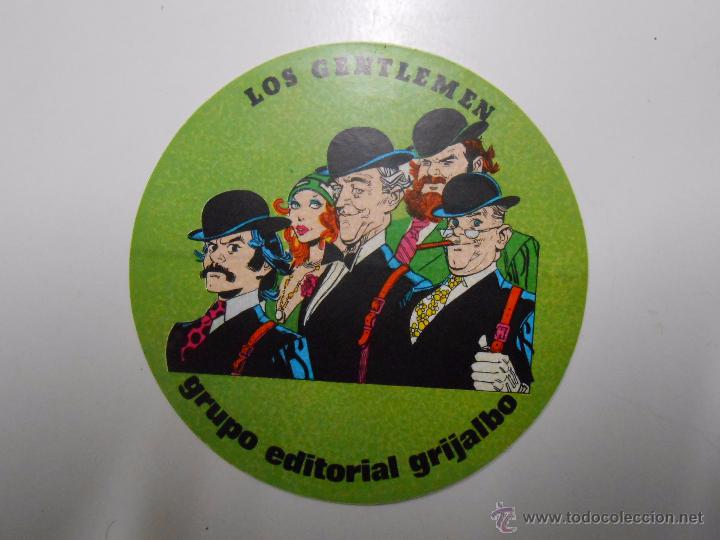 LOS GENTLEMEN
grupo editorial grijalbo
© www.todocoleccion.net